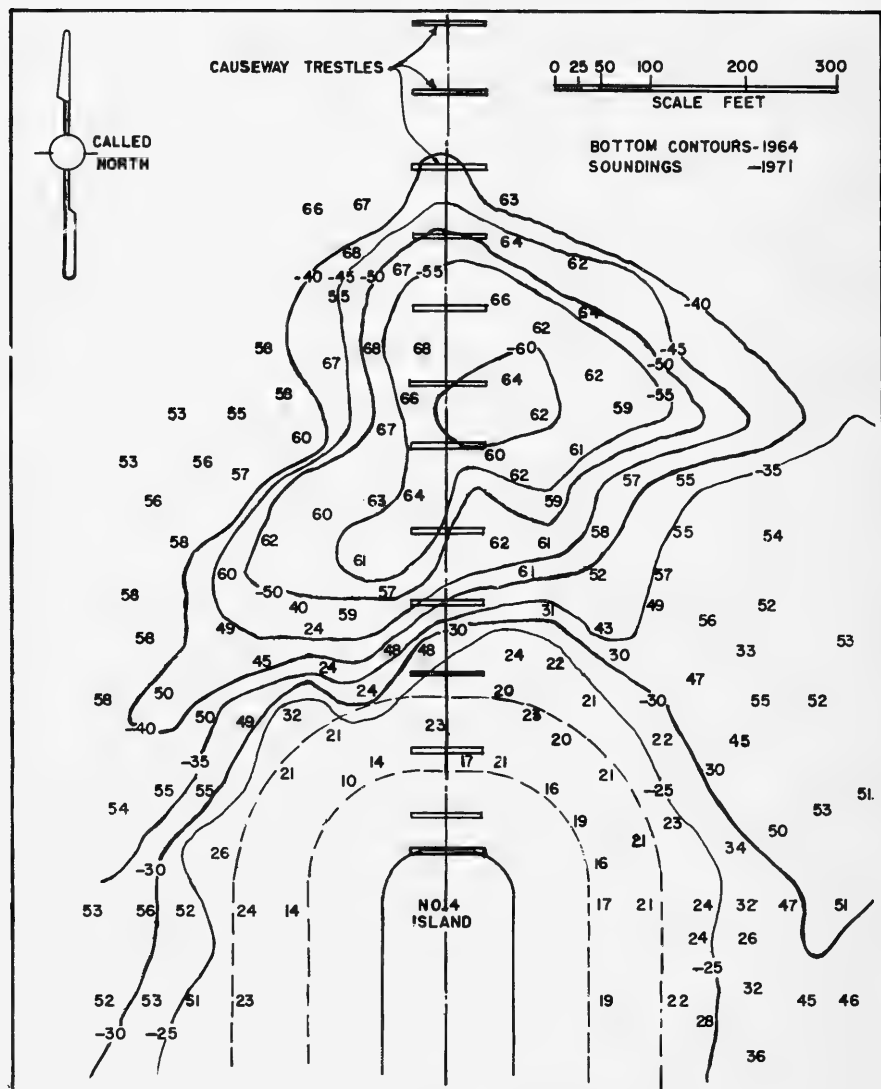 CAUSEWAY TRESTLES
0 25 50 100 200 300
SCALE FEET
CALLED
NORTH
BOTTOM CONTOURS-1964
SOUNDINGS -1971
66 67 63
68 64 62
-40 -45 -50 67 -55
55 66 -40
64
62
58 67 68 68 -60 -45
-50
58 66 64 62 -55
53 55 62 59
60 67
53 56 57 60 61 -35
62 57 55
56 60 63 64 59
58 62 62 61 58 55 54
61
60 61 52 57
-50 57
58 40 59 31 49 52
49 24 30 43 56
58 45 24 48 48 24 22 30 33 53
47
58 50 24 20 21 -30 55 52
-40 50 49 32 23 23
21 20 22 45
-35 14 17 21
21 10 16 21 -25 30
55 55 51
54 19 23 53
50
21 34
26 16
-30
53 56 52 24 14 NO.4 17 21 24 32 47 51
ISLAND
24 26
-25
32
52 53 51 23 19 22 45 46
-30 -25 28
36